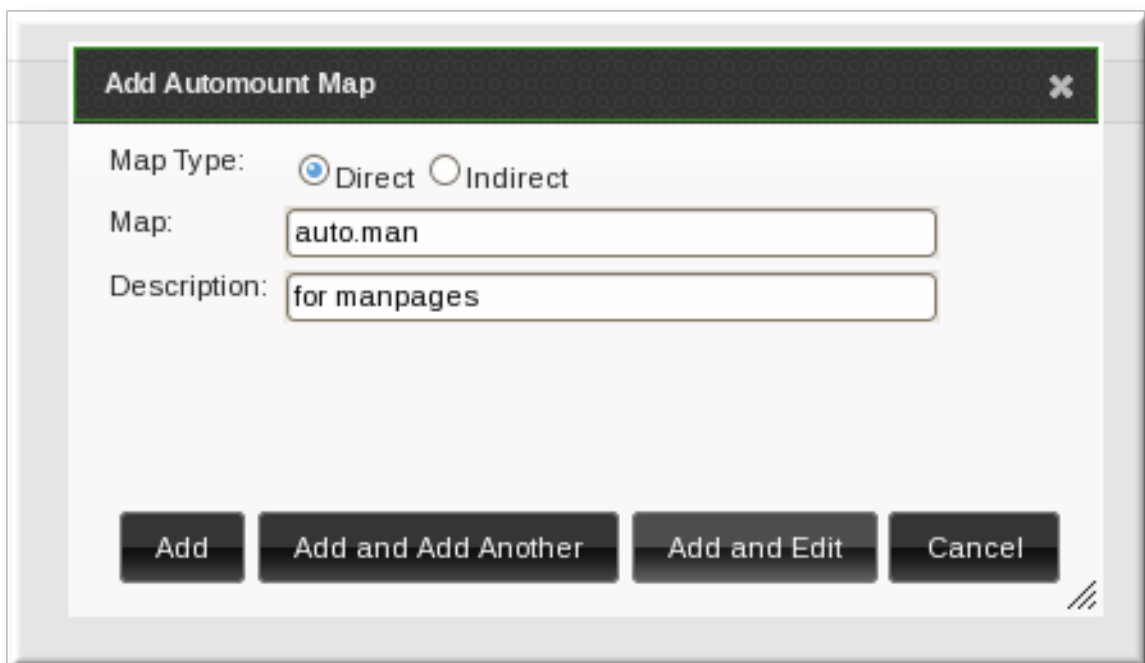 Add Automount Map
Map Type: Direct Indirect
Map: auto.man
Description: for manpages
Add Add and Add Another Add and Edit Cancel